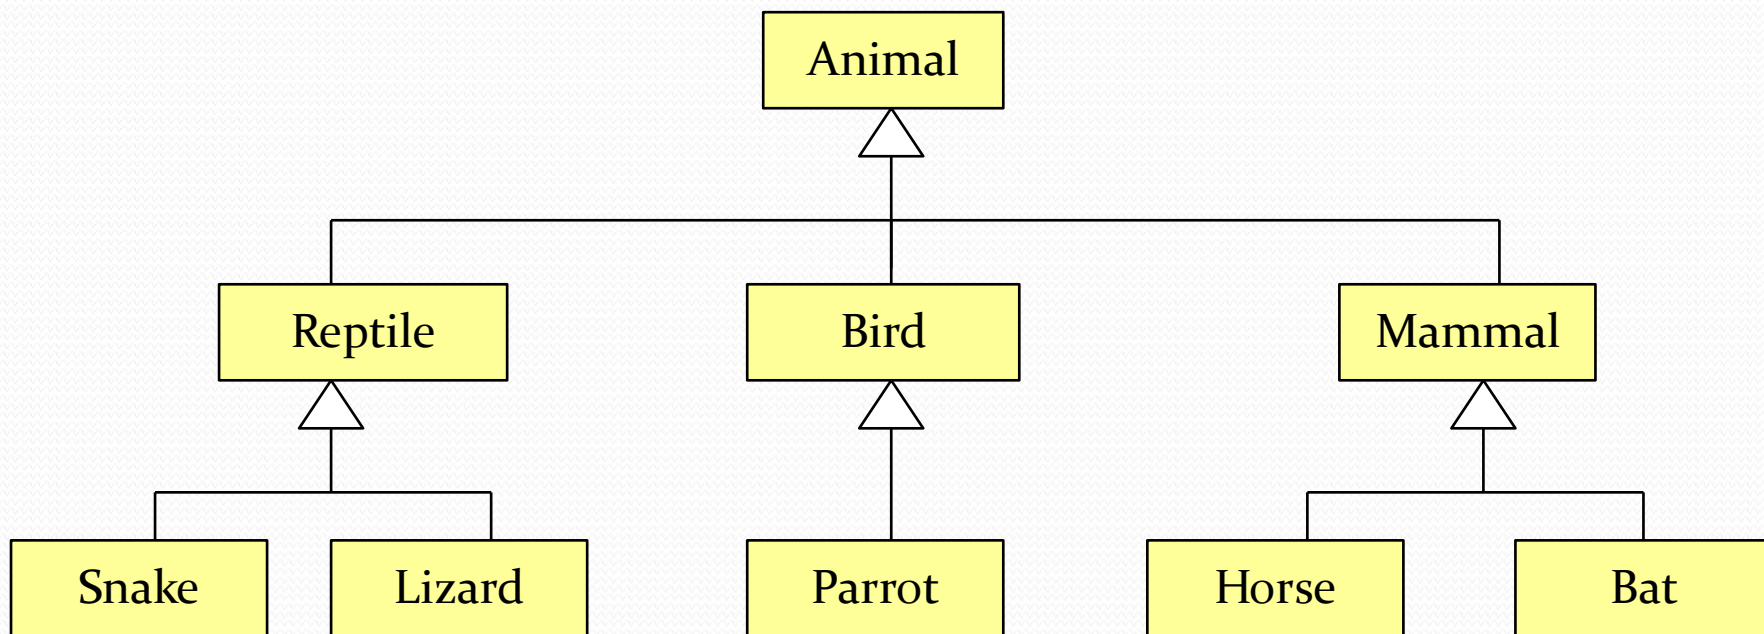 Animal
Reptile
Bird
Mammal
Snake
Lizard
Parrot
Horse
Bat